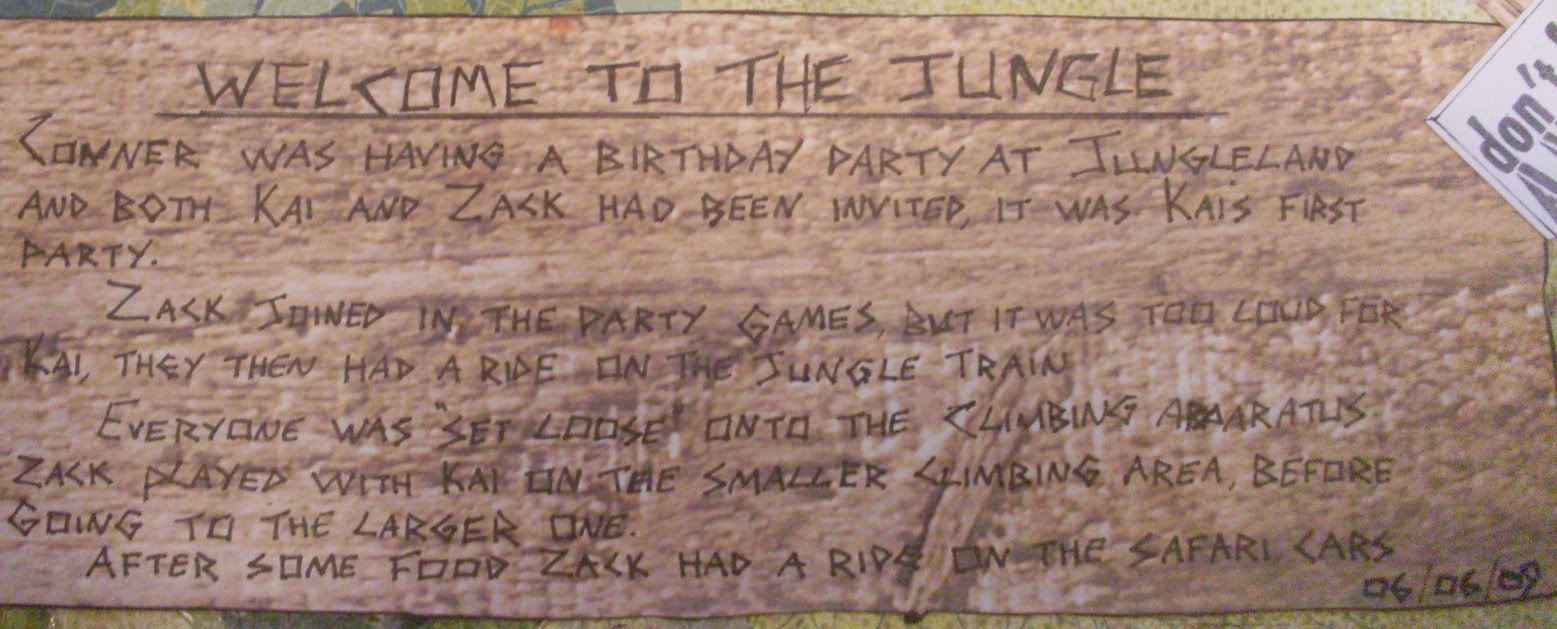 WELCOME TO THE JUNGLE
CONNER WAS HAVING A BIRTHDAY PARTY AT JUNGLELAND
AND BOTH KAI AND ZACK HAD BEEN INVITED, IT WAS KAI'S FIRST
PARTY.
ZACK JOINED IN THE PARTY GAMES, BUT IT WAS TOO LOUD FOR
KAI, THEY THEN HAD A RIDE ON THE JUNGLE TRAIN
EVERYONE WAS "SET LOOSE" ONTO THE CLIMBING APAARATUS
ZACK PLAYED WITH KAI ON THE SMALLER CLIMBING AREA, BEFORE
GOING TO THE LARGER ONE.
AFTER SOME FOOD ZACK HAD A RIDE ON THE SAFARI CARS
06/06/09
don't